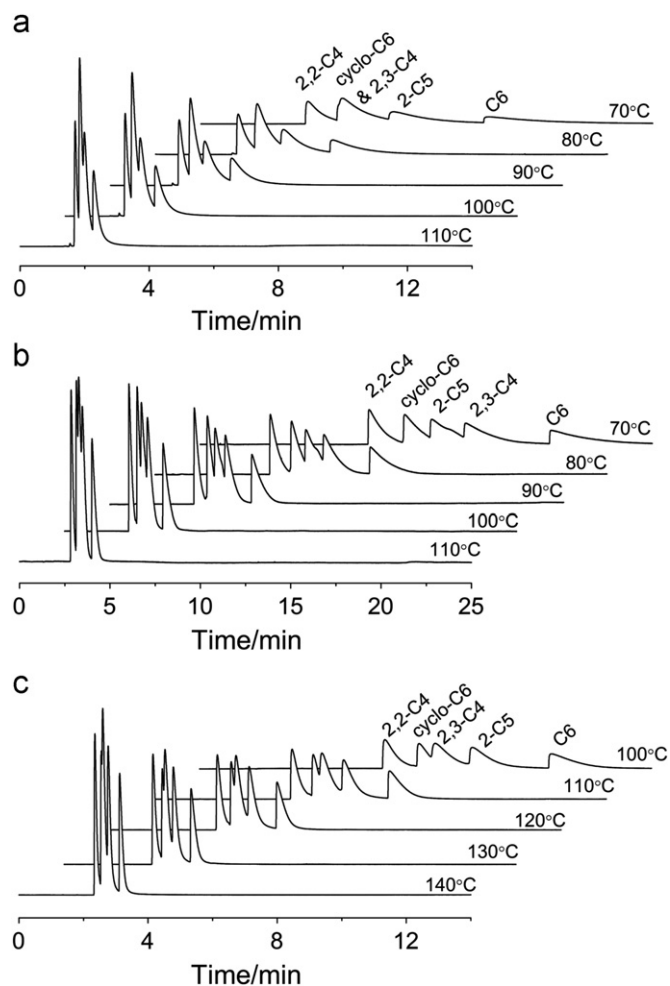 a
2,2-C4
cyclo-C6
& 2,3-C4
2-C5
C6
70°C
80°C
90°C
100°C
110°C
0 4 8 12
Time/min
b
2,2-C4
cyclo-C6
2-C5
2,3-C4
C6
70°C
80°C
90°C
100°C
110°C
0 5 10 15 20 25
Time/min
c
2,2-C4
cyclo-C6
2,3-C4
2-C5
C6
100°C
110°C
120°C
130°C
140°C
0 4 8 12
Time/min